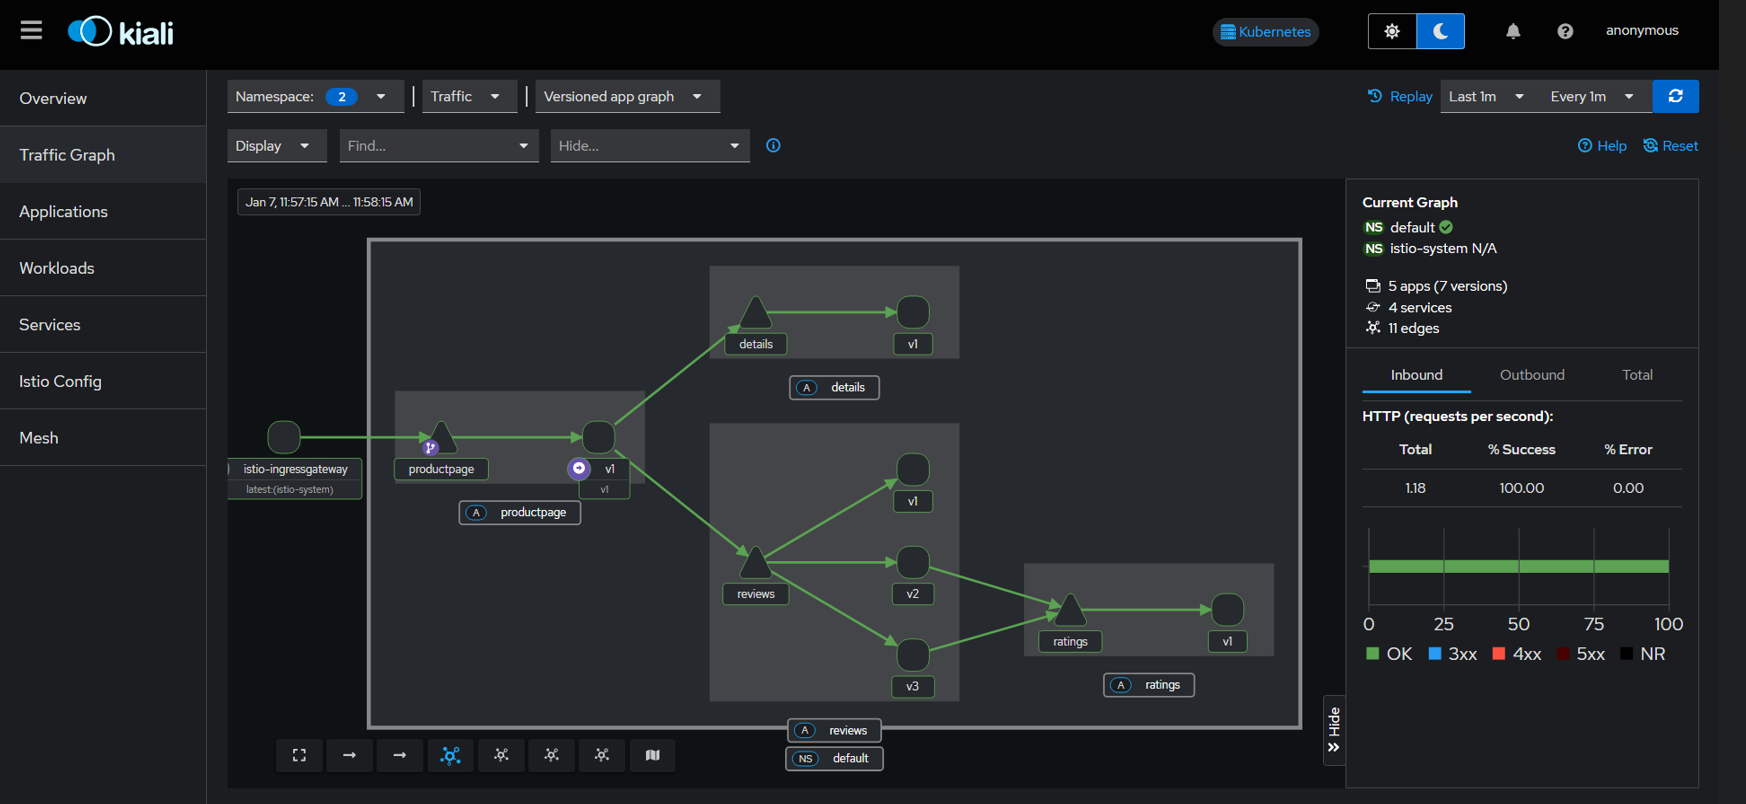 kiali
Kubernetes
anonymous
Overview
Traffic Graph
Applications
Workloads
Services
Istio Config
Mesh
Namespace: 2
Traffic
Versioned app graph
Replay
Last 1m
Every 1m
Display
Find...
Hide...
Help
Reset
Jan 7, 11:57:15 AM ... 11:58:15 AM
details
v1
A details
istio-ingressgateway
latest:(istio-system)
productpage
v1
v1
A productpage
v1
reviews
v2
v3
ratings
v1
A ratings
A reviews
NS default
Hide
Current Graph
NS default
NS istio-system N/A
5 apps (7 versions)
4 services
11 edges
Inbound Outbound Total
HTTP (requests per second):
Total % Success % Error
1.18 100.00 0.00
0 25 50 75 100
OK 3xx 4xx 5xx NR